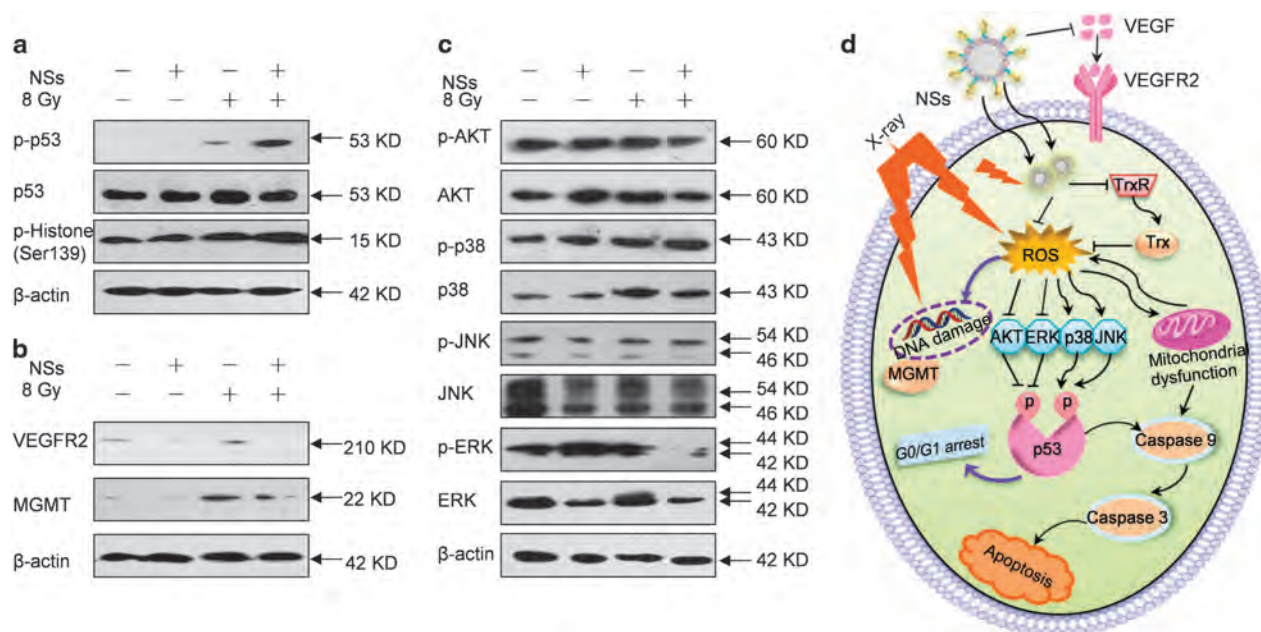 a
NSs − + − +
8 Gy − − + +
p-p53 53 KD
p53 53 KD
p-Histone
(Ser139) 15 KD
β-actin 42 KD
b
NSs − + − +
8 Gy − − + +
VEGFR2 210 KD
MGMT 22 KD
β-actin 42 KD
c
NSs − + − +
8 Gy − − + +
p-AKT 60 KD
AKT 60 KD
p-p38 43 KD
p38 43 KD
p-JNK 54 KD
46 KD
JNK 54 KD
46 KD
p-ERK 44 KD
42 KD
ERK 44 KD
42 KD
β-actin 42 KD
d
VEGF
VEGFR2
NSs
X-ray
TrxR
Trx
ROS
DNA damage
MGMT
AKT ERK p38 JNK
Mitochondrial
dysfunction
p p
p53
G0/G1 arrest
Caspase 9
Caspase 3
Apoptosis